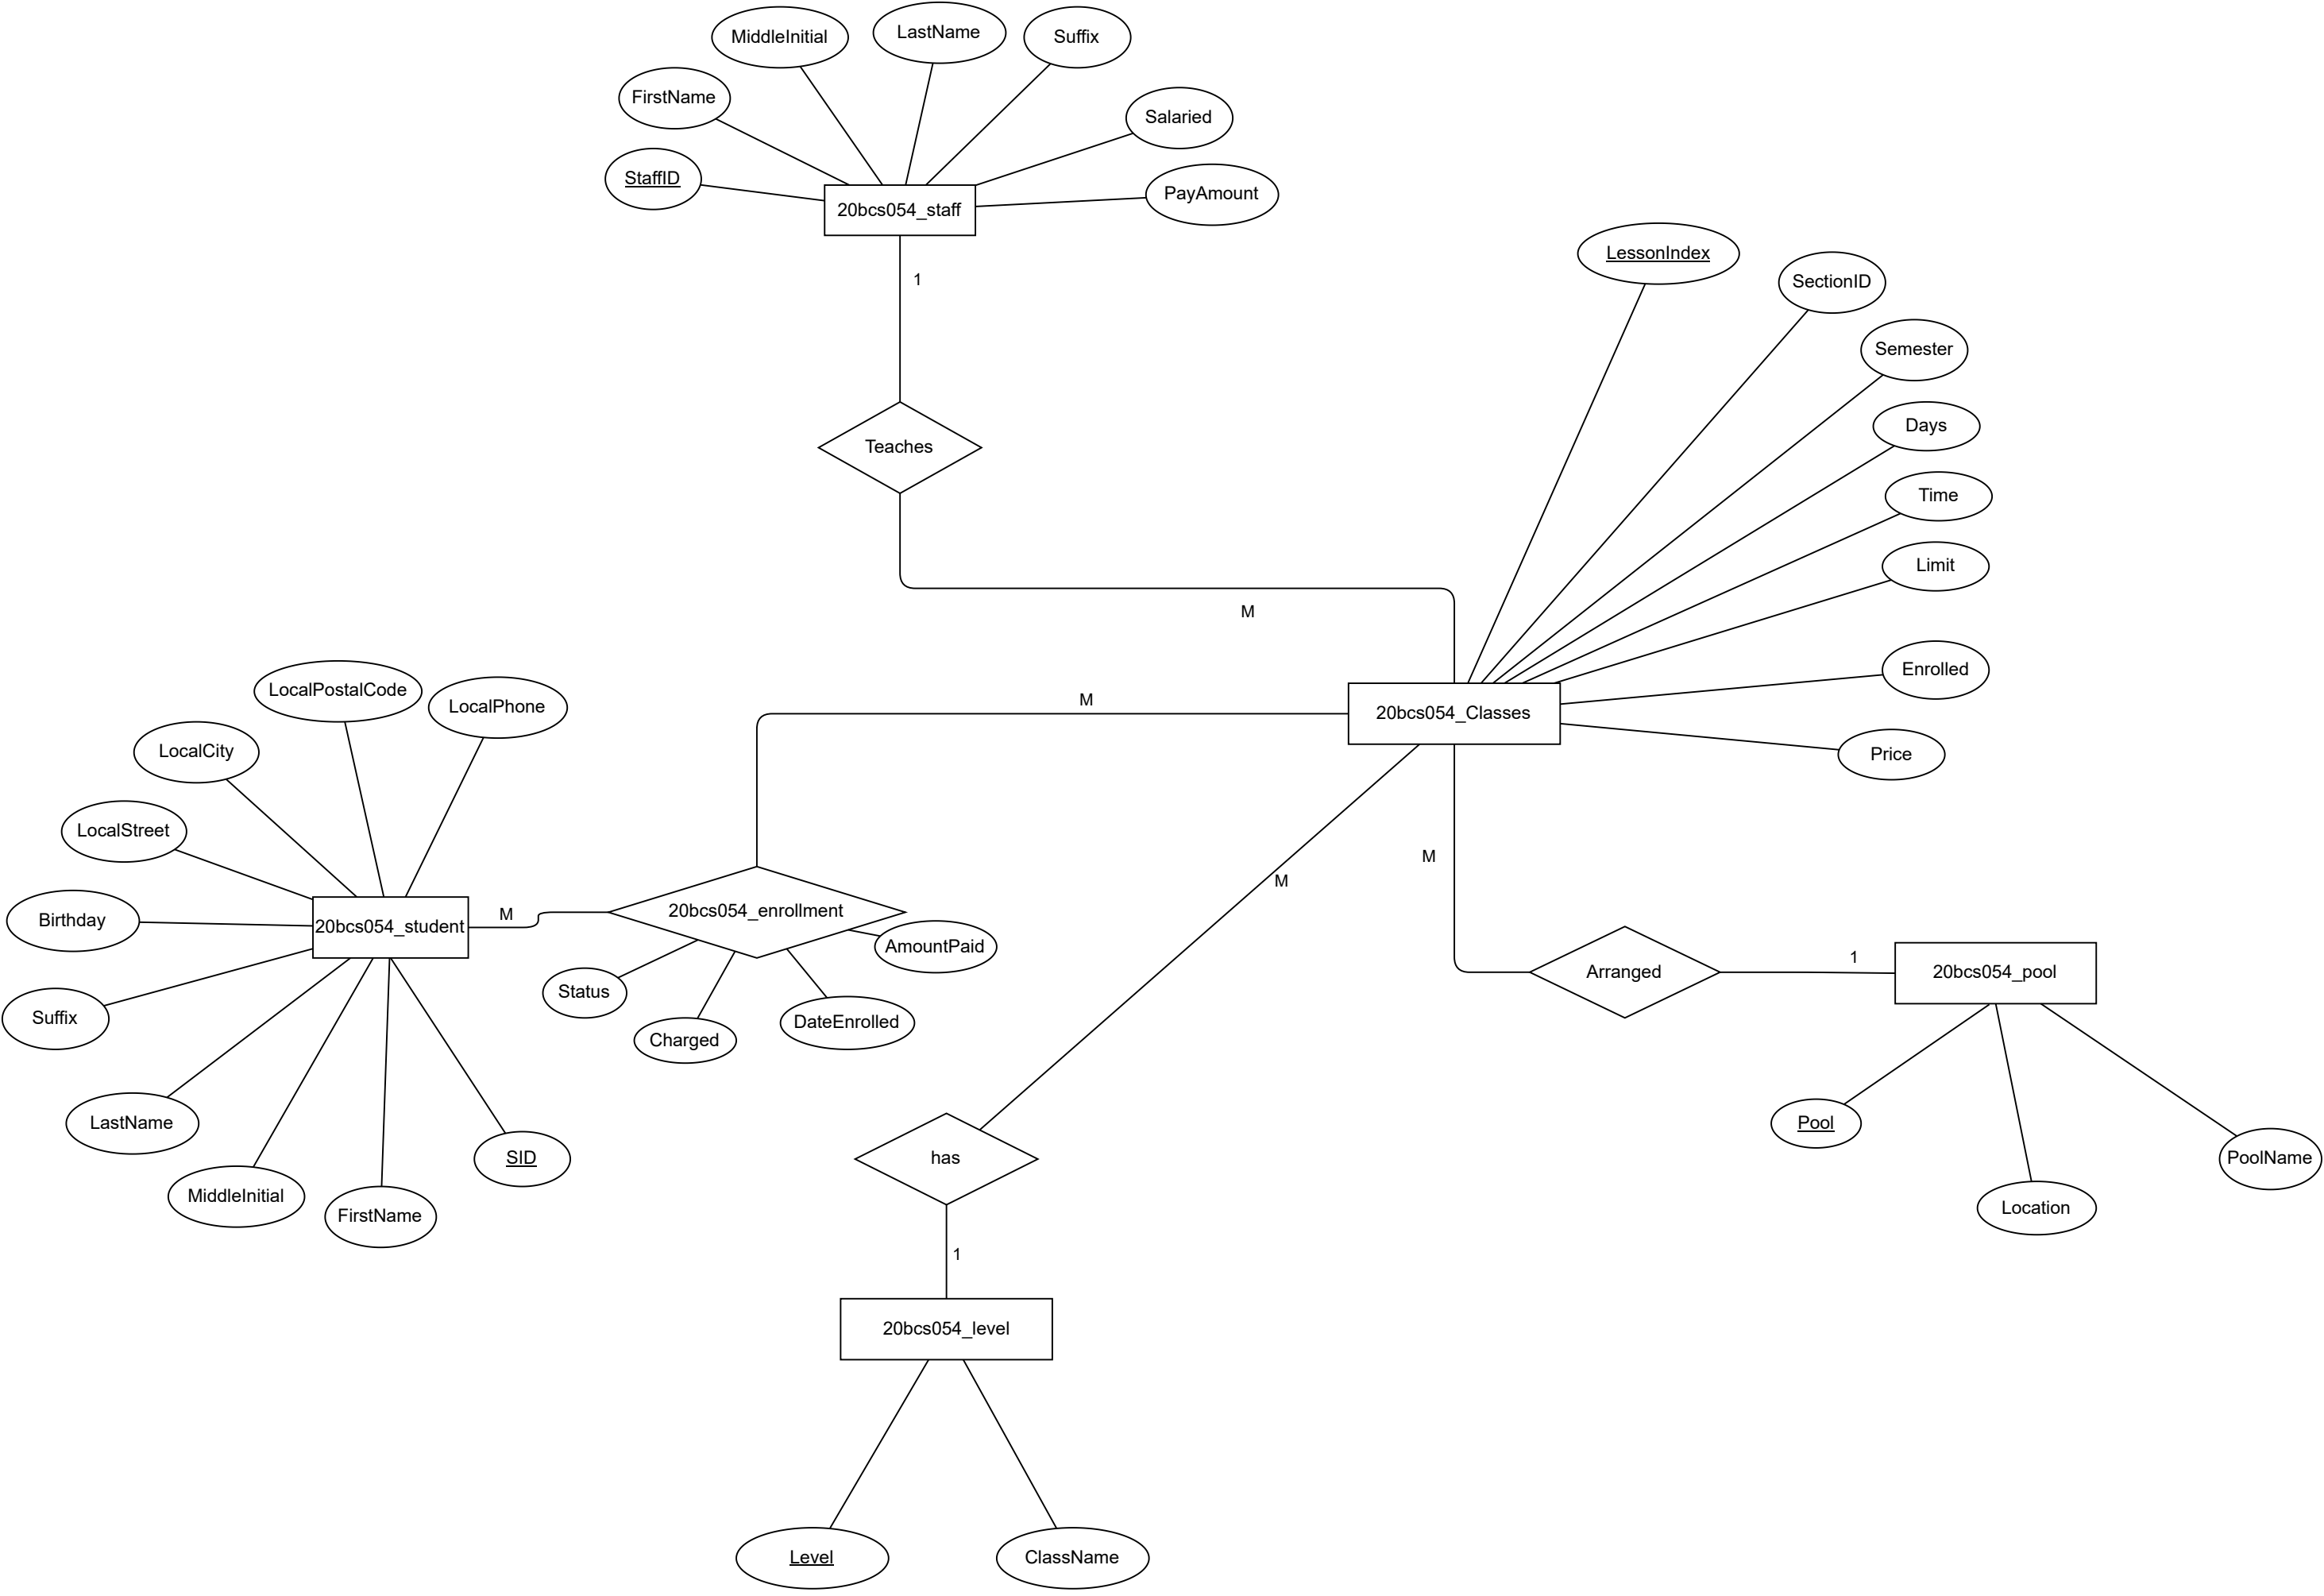 MiddleInitial
LastName
Suffix
FirstName
Salaried
StaffID
PayAmount
20bcs054_staff
1
LessonIndex
SectionID
Semester
Days
Teaches
Time
Limit
M
LocalPostalCode
LocalPhone
Enrolled
M
20bcs054_Classes
LocalCity
Price
LocalStreet
M
M
Birthday
20bcs054_student
M
20bcs054_enrollment
AmountPaid
1
Arranged
20bcs054_pool
Status
Suffix
Charged
DateEnrolled
LastName
Pool
SID
has
PoolName
MiddleInitial
FirstName
Location
1
20bcs054_level
Level
ClassName